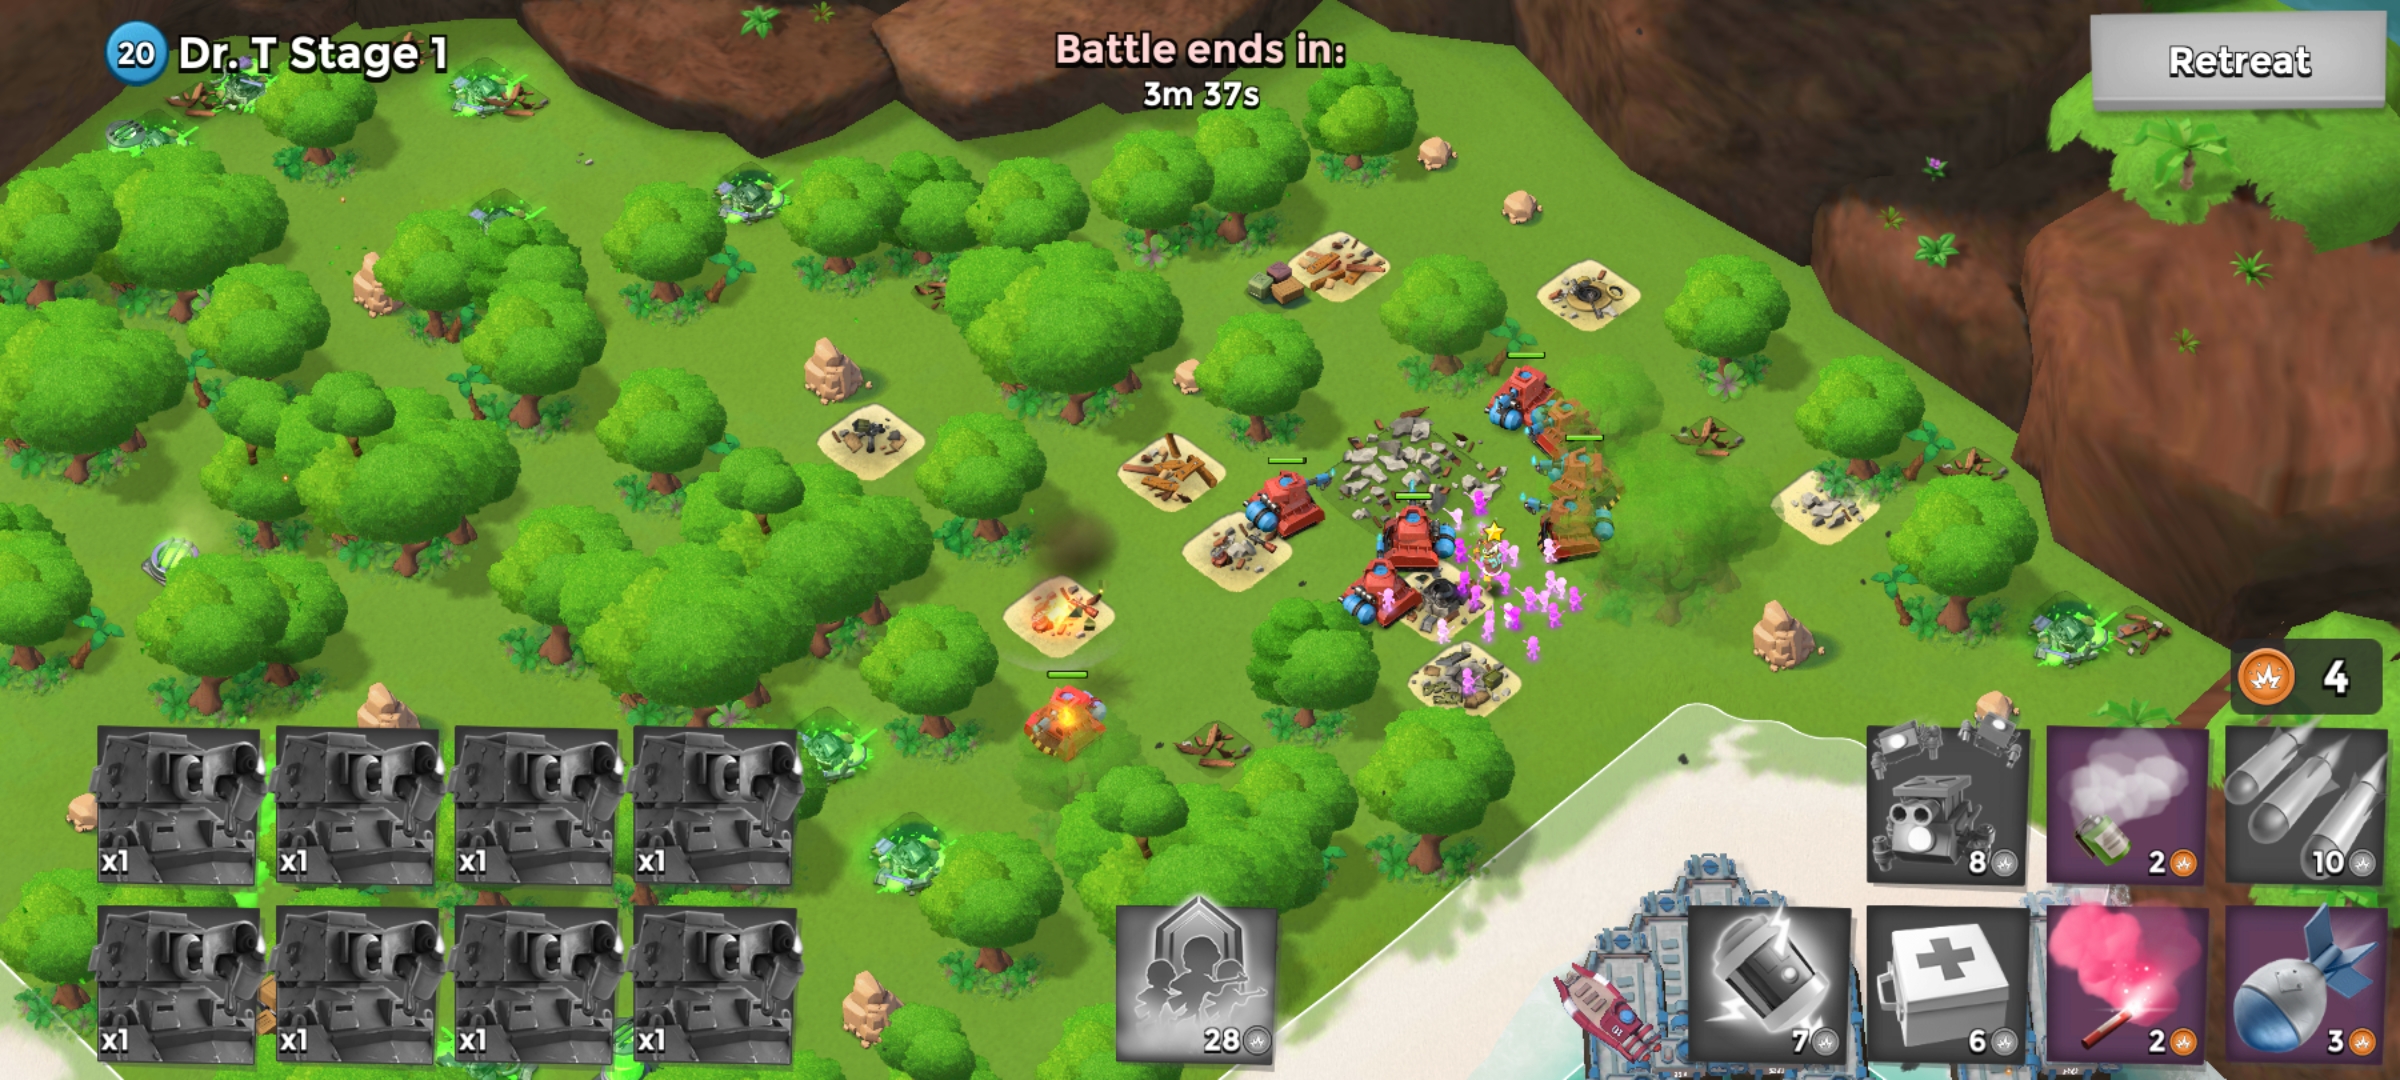 20 Dr. T Stage 1
Battle ends in:
3m 37s
Retreat
4
x1 x1 x1 x1
8 2 10
x1 x1 x1 x1
28 7 6 2 3